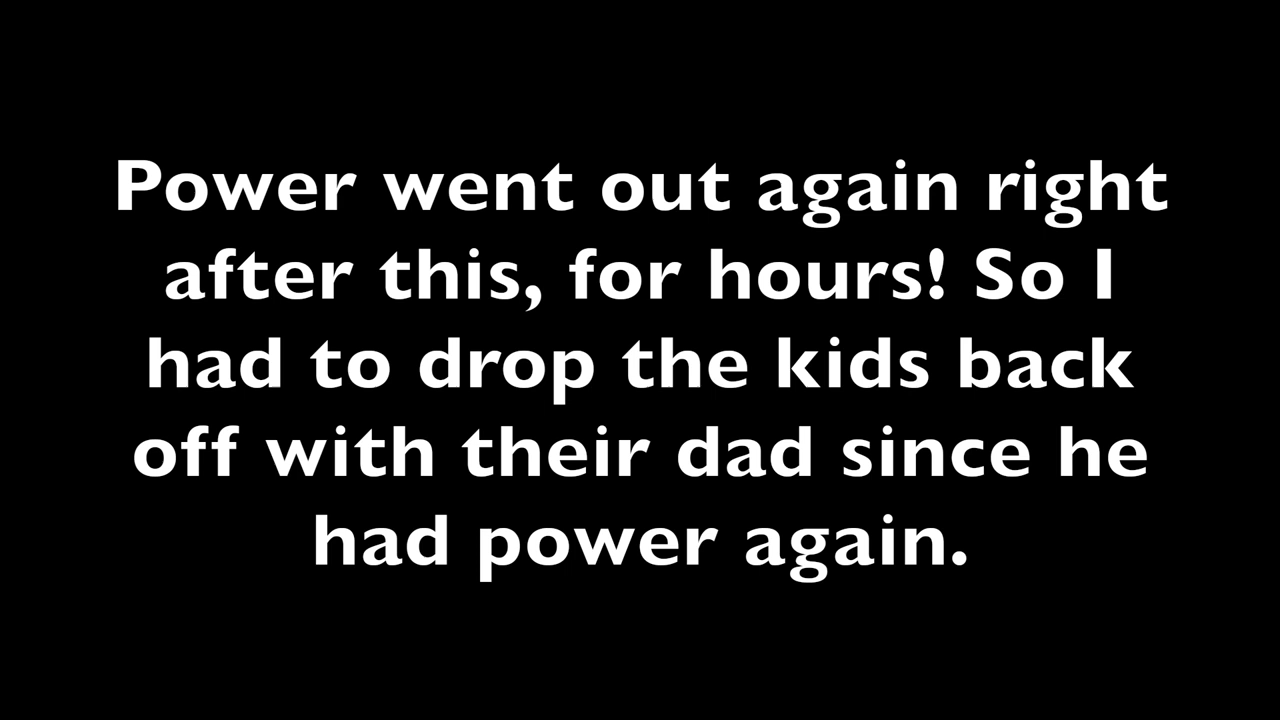 Power went out again right
after this, for hours! So I
had to drop the kids back
off with their dad since he
had power again.